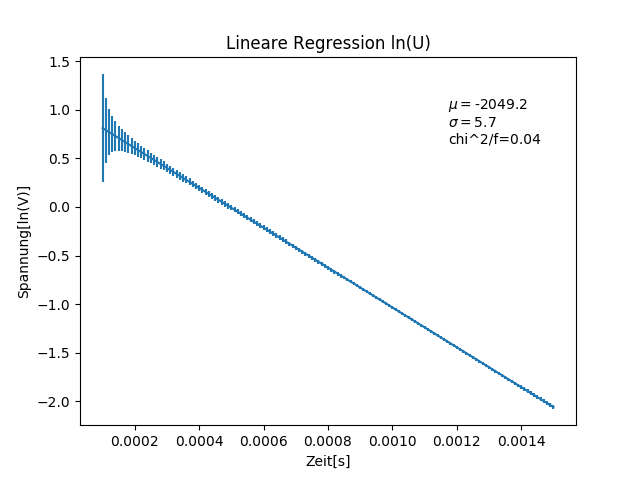 Lineare Regression ln(U)
μ = -2049.2
σ = 5.7
chi^2/f=0.04
Spannung[ln(V)]
1.5
1.0
0.5
0.0
−0.5
−1.0
−1.5
−2.0
0.0002 0.0004 0.0006 0.0008 0.0010 0.0012 0.0014
Zeit[s]